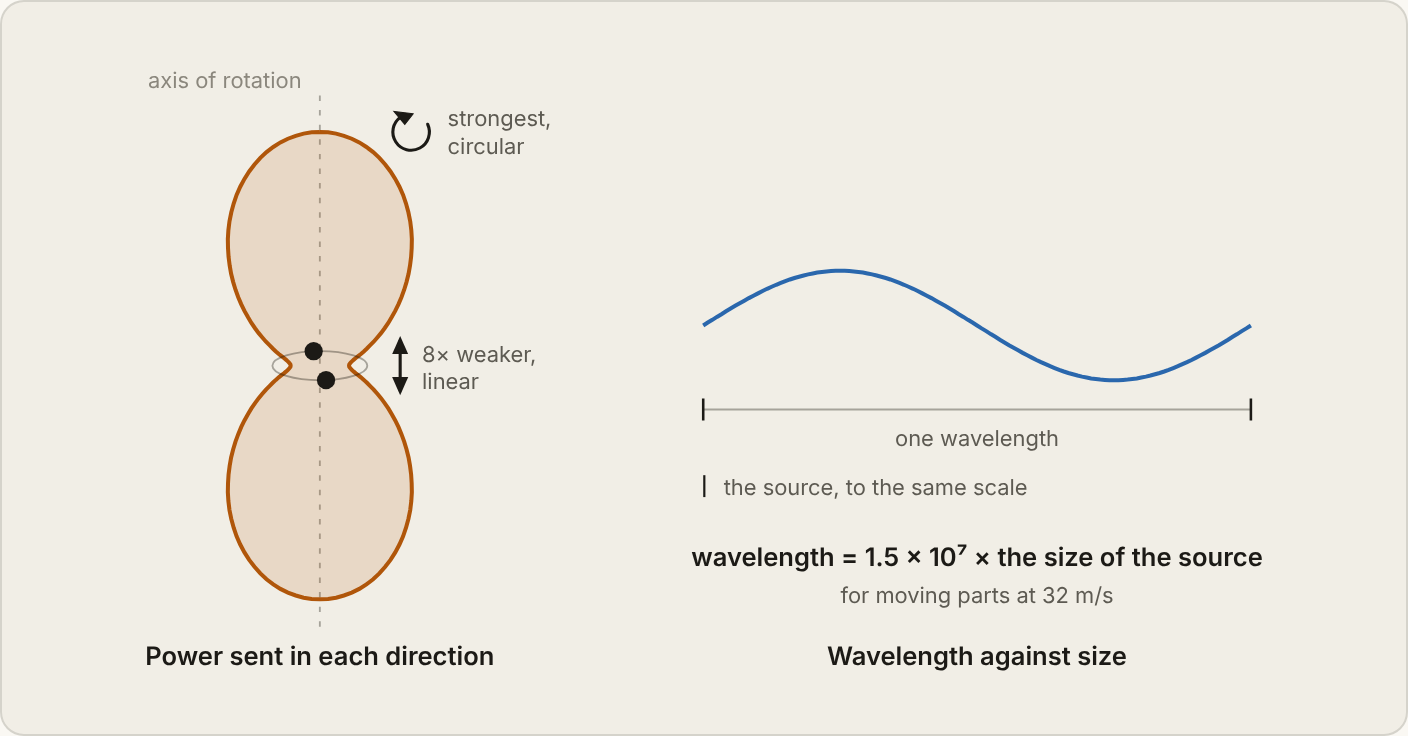 axis of rotation
strongest,
circular
8× weaker,
linear
Power sent in each direction
one wavelength
the source, to the same scale
wavelength = 1.5 × 10⁷ × the size of the source
for moving parts at 32 m/s
Wavelength against size